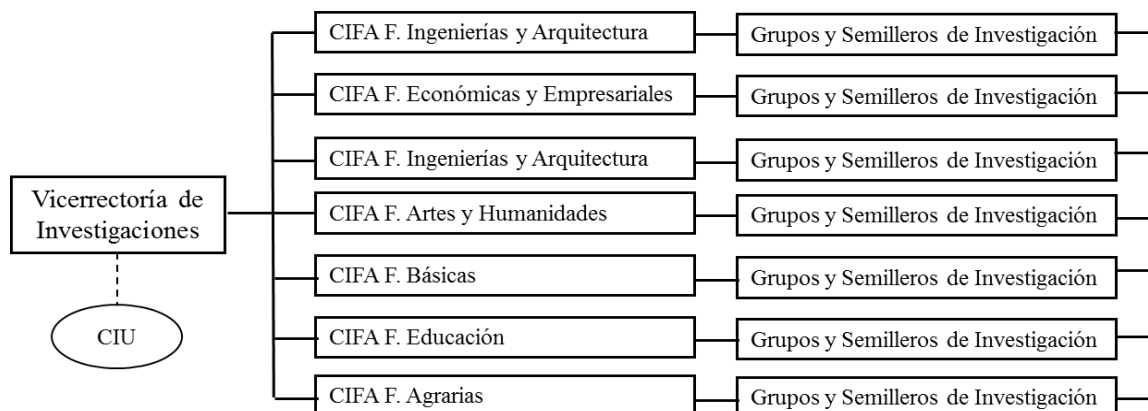 CIFA F. Ingenierías y Arquitectura
Grupos y Semilleros de Investigación
CIFA F. Económicas y Empresariales
Grupos y Semilleros de Investigación
CIFA F. Ingenierías y Arquitectura
Grupos y Semilleros de Investigación
Vicerrectoría de
Investigaciones
CIFA F. Artes y Humanidades
Grupos y Semilleros de Investigación
CIFA F. Básicas
Grupos y Semilleros de Investigación
CIU
CIFA F. Educación
Grupos y Semilleros de Investigación
CIFA F. Agrarias
Grupos y Semilleros de Investigación